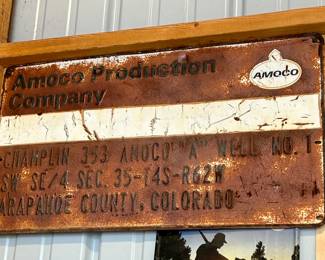 Amoco Production
Company
AMOCO
CHAMPLIN 353 AMOCO "A" WELL NO. 1
SW SE/4 SEC. 35-T4S-R62W
ARAPAHOE COUNTY, COLORADO